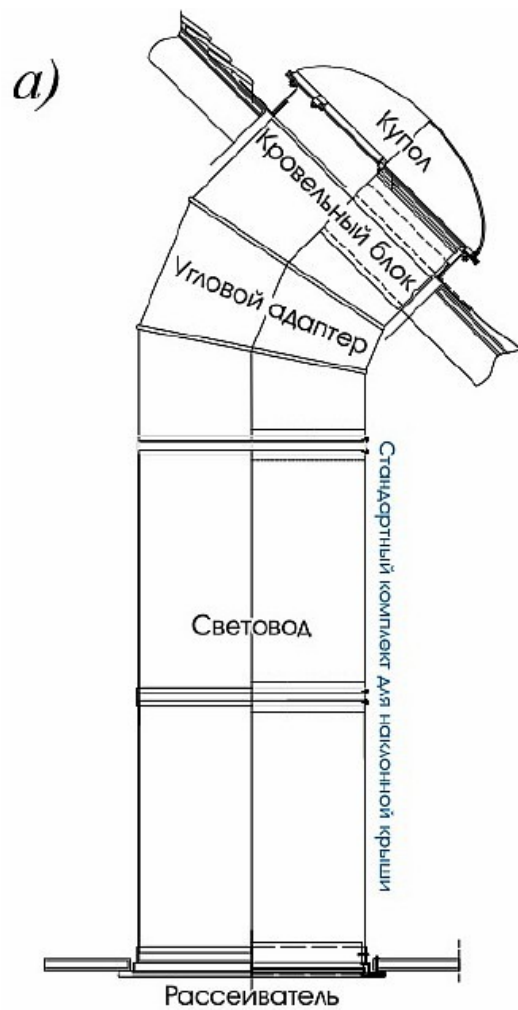 а)
Купол
Кровельный блок
Угловой адаптер
Стандартный комплект для наклонной крыши
Световод
Рассеиватель